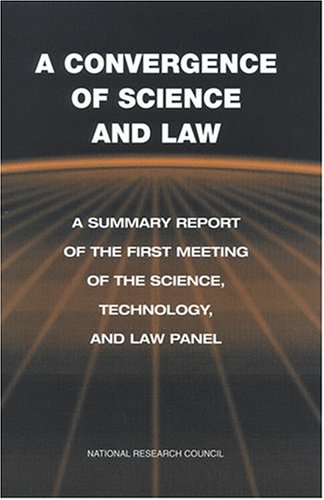 A CONVERGENCE
OF SCIENCE
AND LAW
A SUMMARY REPORT
OF THE FIRST MEETING
OF THE SCIENCE,
TECHNOLOGY,
AND LAW PANEL
NATIONAL RESEARCH COUNCIL